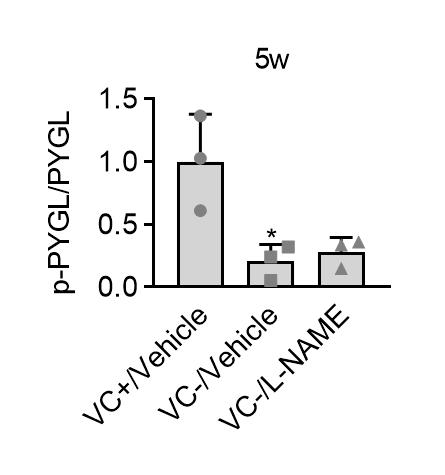 5w
p-PYGL/PYGL
1.5
1.0
0.5
0.0
*
VC+/Vehicle
VC-/Vehicle
VC-/L-NAME